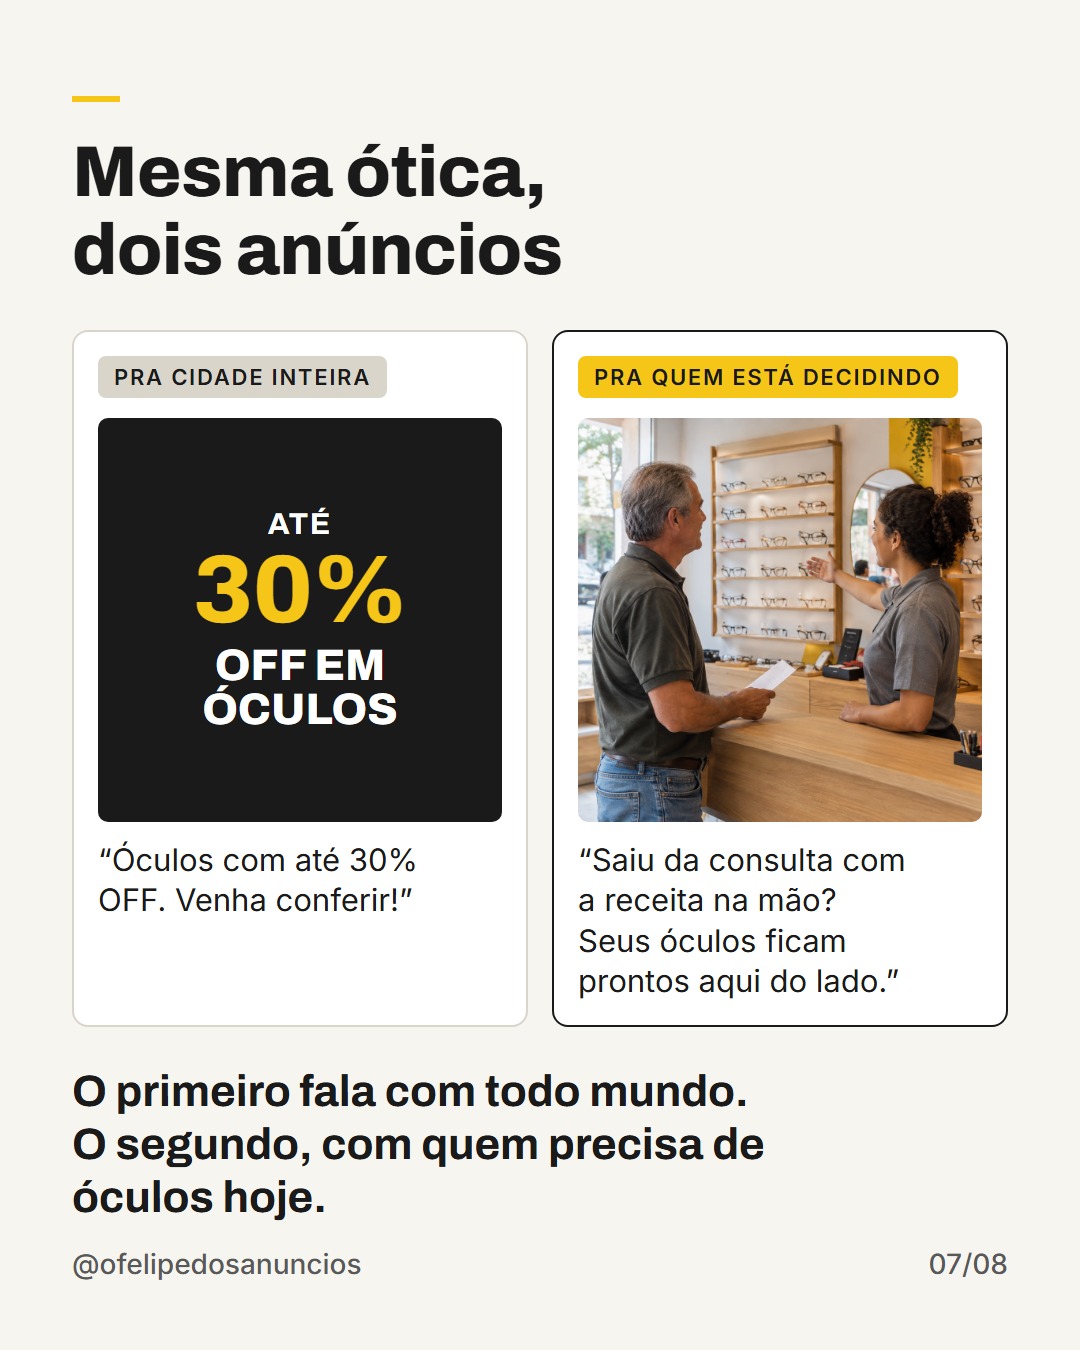 Mesma ótica,
dois anúncios
PRA CIDADE INTEIRA
ATÉ
30%
OFF EM
ÓCULOS
“Óculos com até 30%
OFF. Venha conferir!”
PRA QUEM ESTÁ DECIDINDO
“Saiu da consulta com
a receita na mão?
Seus óculos ficam
prontos aqui do lado.”
O primeiro fala com todo mundo.
O segundo, com quem precisa de
óculos hoje.
@ofelipedosanuncios
07/08